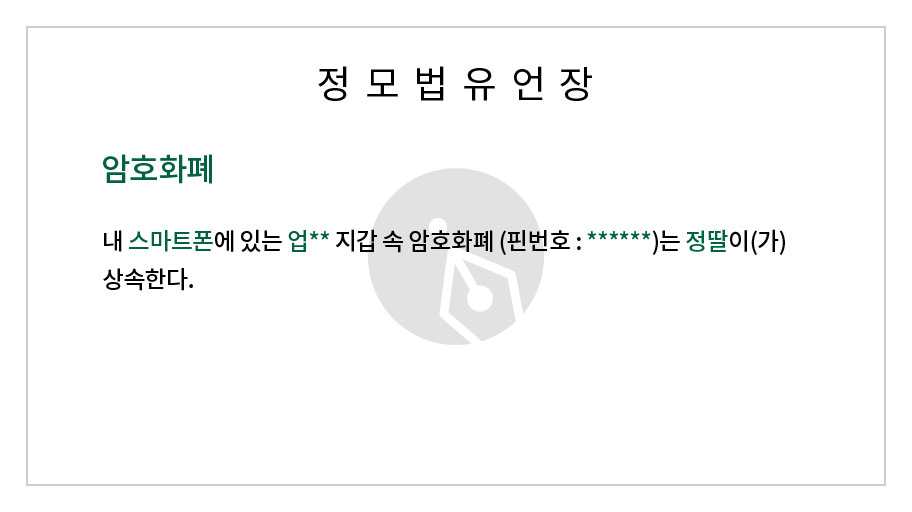 정모법유언장
암호화폐
내 스마트폰에 있는 업** 지갑 속 암호화폐 (핀번호 : ******)는 정딸이(가)
상속한다.